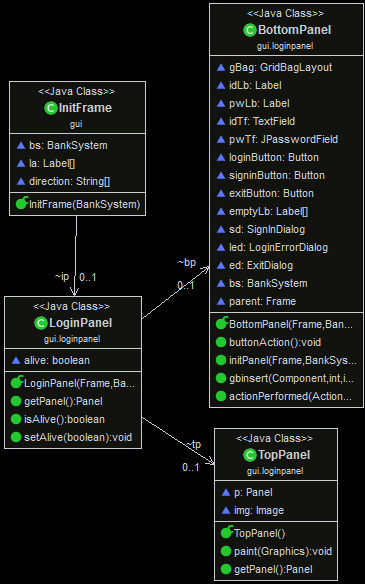 <<Java Class>>
InitFrame
gui
bs: BankSystem
la: Label[]
direction: String[]
InitFrame(BankSystem)
~ip
0..1
<<Java Class>>
LoginPanel
gui.loginpanel
alive: boolean
LoginPanel(Frame,Ba...
getPanel():Panel
isAlive():boolean
setAlive(boolean):void
~bp
0..1
<<Java Class>>
BottomPanel
gui.loginpanel
gBag: GridBagLayout
idLb: Label
pwLb: Label
idTf: TextField
pwTf: JPasswordField
loginButton: Button
signinButton: Button
exitButton: Button
emptyLb: Label[]
sd: SignInDialog
led: LoginErrorDialog
ed: ExitDialog
bs: BankSystem
parent: Frame
BottomPanel(Frame,Ban...
buttonAction():void
initPanel(Frame,BankSys...
gbinsert(Component,int,i...
actionPerformed(Action...
~tp
0..1
<<Java Class>>
TopPanel
gui.loginpanel
p: Panel
img: Image
TopPanel()
paint(Graphics):void
getPanel():Panel